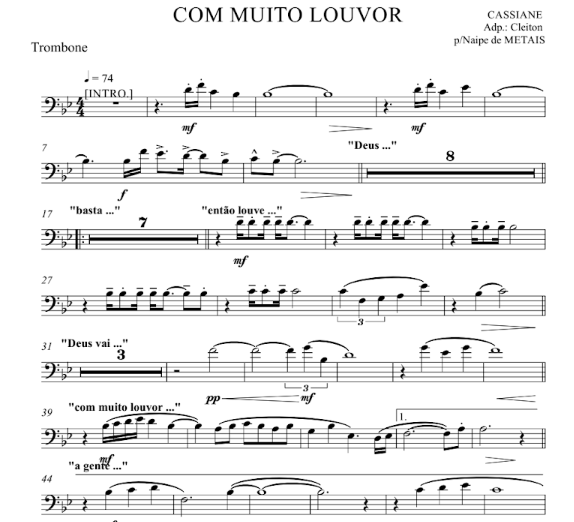 COM MUITO LOUVOR
CASSIANE
Adp.: Cleiton
p/Naipe de METAIS
Trombone
= 74
[INTRO.]
4
4
mf
mf
7
"Deus ..."
8
f
17
"basta ..."
7
"então louve ..."
mf
27
3
31
"Deus vai ..."
3
3
pp
mf
39
"com muito louvor ..."
1.
mf
44
"a gente ..."